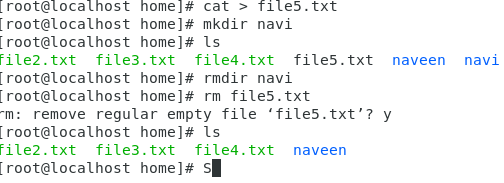 [root@localhost home]# cat > file5.txt
[root@localhost home]# mkdir navi
[root@localhost home]# ls
file2.txt  file3.txt  file4.txt  file5.txt  naveen  navi
[root@localhost home]# rmdir navi
[root@localhost home]# rm file5.txt
rm: remove regular empty file ‘file5.txt’? y
[root@localhost home]# ls
file2.txt  file3.txt  file4.txt  naveen
[root@localhost home]# S